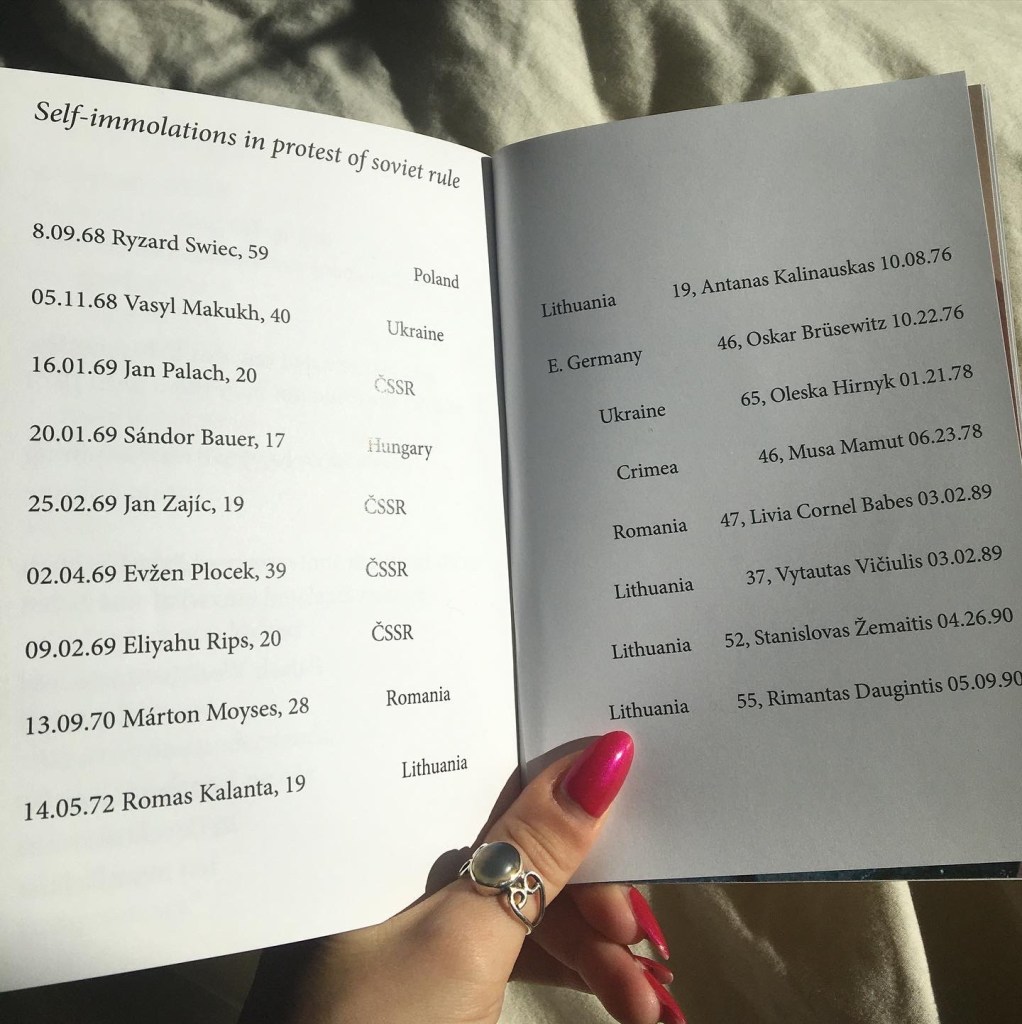 Self-immolations in protest of soviet rule
8.09.68 Ryzard Swiec, 59 Poland
05.11.68 Vasyl Makukh, 40 Ukraine
16.01.69 Jan Palach, 20 ČSSR
20.01.69 Sándor Bauer, 17 Hungary
25.02.69 Jan Zajíc, 19 ČSSR
02.04.69 Evžen Plocek, 39 ČSSR
09.02.69 Eliyahu Rips, 20 ČSSR
13.09.70 Márton Moyses, 28 Romania
14.05.72 Romas Kalanta, 19 Lithuania
Lithuania 19, Antanas Kalinauskas 10.08.76
E. Germany 46, Oskar Brüsewitz 10.22.76
Ukraine 65, Oleska Hirnyk 01.21.78
Crimea 46, Musa Mamut 06.23.78
Romania 47, Livia Cornel Babes 03.02.89
Lithuania 37, Vytautas Vičiulis 03.02.89
Lithuania 52, Stanislovas Žemaitis 04.26.90
Lithuania 55, Rimantas Daugintis 05.09.90